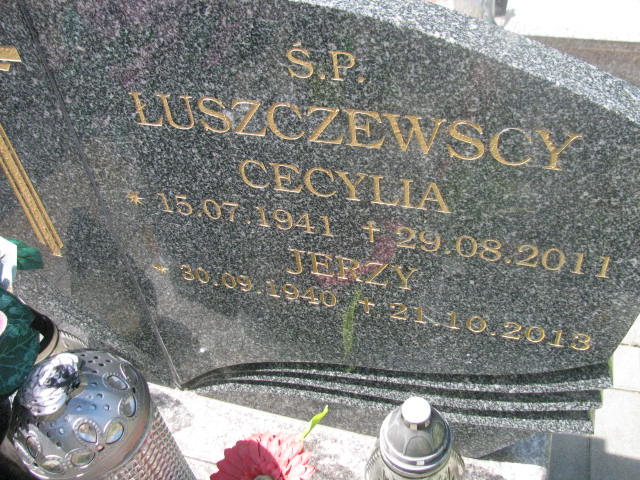 Ś.P.
ŁUSZCZEWSCY
CECYLIA
* 15.07.1941 † 29.08.2011
JERZY
* 30.09.1940 † 21.10.2013